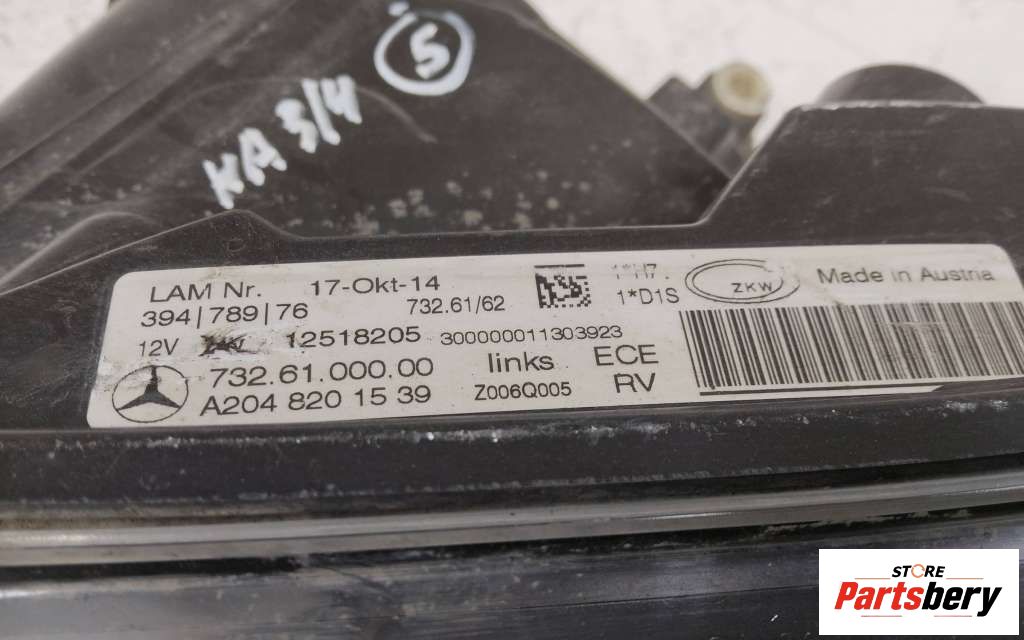 KA 3/4 5
LAM Nr. 17-Okt-14
394|789|76 732.61/62
1*H7
1*D1S
ZKW
Made in Austria
12V 12518205 300000011303923
732.61.000.00 links ECE
A204 820 15 39 Z006Q005 RV
STORE
Partsbery